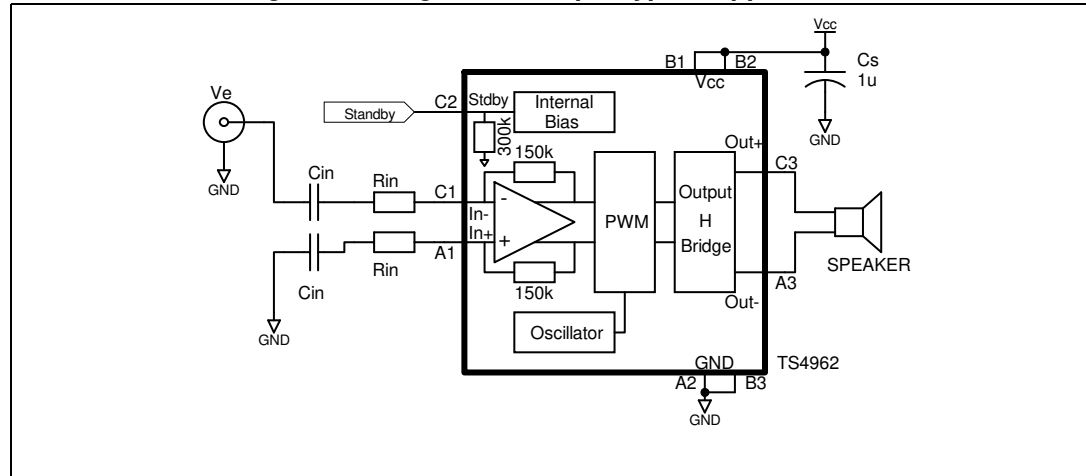 Vcc
B1
B2
Vcc
Cs
1u
GND
Ve
GND
Standby
C2
Stdby
Internal
Bias
300k
150k
Out+
C3
Cin
Rin
C1
In-
-
In+
+
A1
Rin
Cin
GND
PWM
Output
H
Bridge
SPEAKER
A3
Out-
150k
Oscillator
GND
TS4962
A2
B3
GND